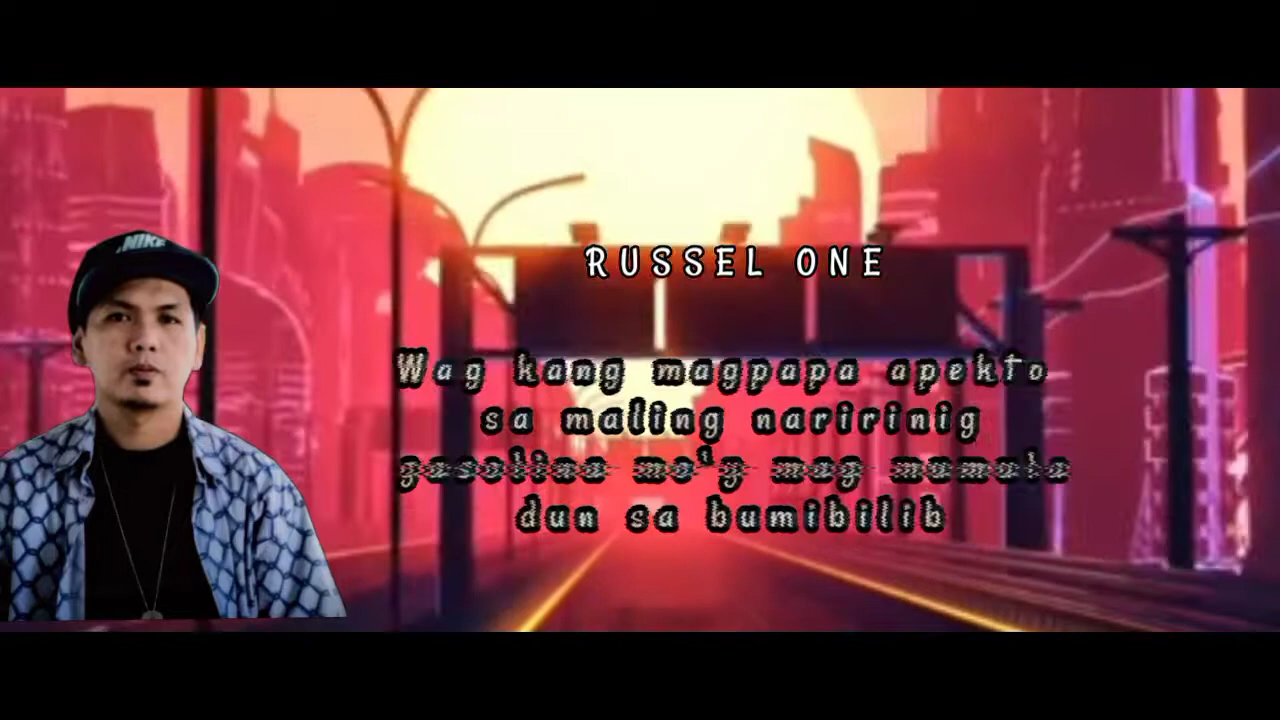 NIKE
RUSSEL ONE
Wag kang magpapa apekto
sa maling naririnig
gasolina mo'y mag mumula
dun sa bumibilib